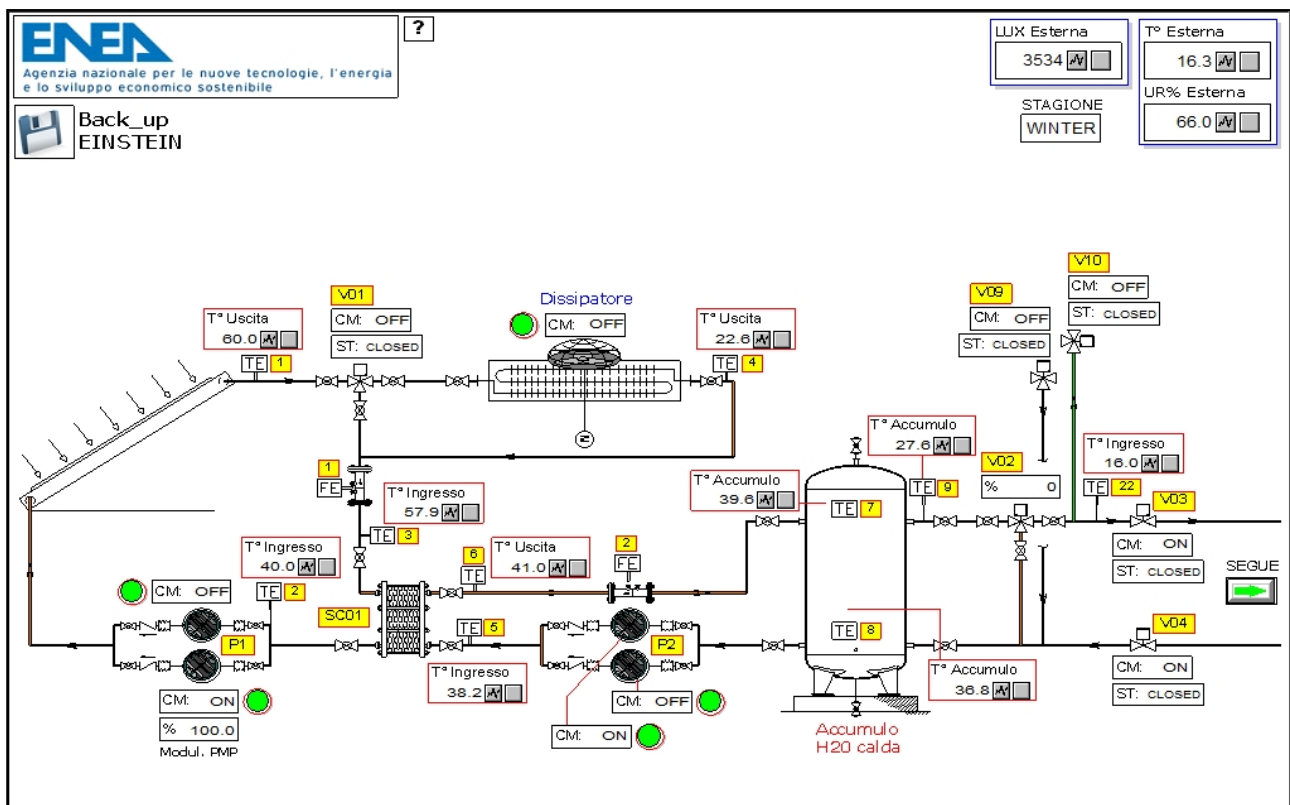 ENEA
Agenzia nazionale per le nuove tecnologie, l'energia
e lo sviluppo economico sostenibile
?
Back_up
EINSTEIN
LUX Esterna
3534
STAGIONE
WINTER
T° Esterna
16.3
UR% Esterna
66.0
V01
CM: OFF
ST: CLOSED
T° Uscita
60.0
TE 1
Dissipatore
CM: OFF
T° Uscita
22.6
TE 4
V09
CM: OFF
ST: CLOSED
V10
CM: OFF
ST: CLOSED
1
FE
T° Ingresso
57.9
TE 3
T° Accumulo
27.6
TE 9
T° Accumulo
39.6
TE 7
V02
% 0
T° Ingresso
16.0
TE 22
V03
CM: ON
ST: CLOSED
SEGUE
T° Ingresso
40.0
TE 2
6
TE
T° Uscita
41.0
2
FE
CM: OFF
P1
SC01
TE 5
P2
TE 8
V04
CM: ON
ST: CLOSED
T° Ingresso
38.2
T° Accumulo
36.8
CM: ON
% 100.0
Modul. PMP
CM: OFF
CM: ON
Accumulo
H20 calda